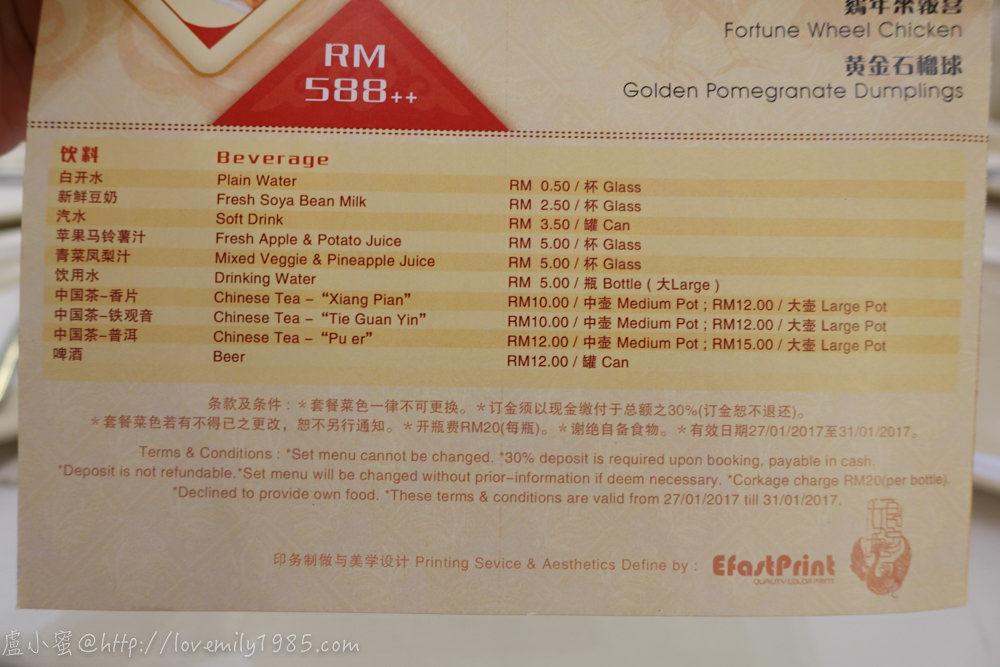 鷄年來報喜
Fortune Wheel Chicken
黄金石榴球
Golden Pomegranate Dumplings
RM
588++
饮料 Beverage
白开水 Plain Water RM 0.50 / 杯 Glass
新鲜豆奶 Fresh Soya Bean Milk RM 2.50 / 杯 Glass
汽水 Soft Drink RM 3.50 / 罐 Can
苹果马铃薯汁 Fresh Apple & Potato Juice RM 5.00 / 杯 Glass
青菜凤梨汁 Mixed Veggie & Pineapple Juice RM 5.00 / 杯 Glass
饮用水 Drinking Water RM 5.00 / 瓶 Bottle ( 大Large )
中国茶-香片 Chinese Tea - “Xiang Pian” RM10.00 / 中壶 Medium Pot ; RM12.00 / 大壶 Large Pot
中国茶-铁观音 Chinese Tea - “Tie Guan Yin” RM10.00 / 中壶 Medium Pot ; RM12.00 / 大壶 Large Pot
中国茶-普洱 Chinese Tea - “Pu er” RM12.00 / 中壶 Medium Pot ; RM15.00 / 大壶 Large Pot
啤酒 Beer RM12.00 / 罐 Can
条款及条件 : *套餐菜色一律不可更换。*订金须以现金缴付于总额之30%(订金恕不退还)。
*套餐菜色若有不得己之更改，恕不另行通知。*开瓶费RM20(每瓶)。*谢绝自备食物。*有效日期27/01/2017至31/01/2017。
Terms & Conditions : *Set menu cannot be changed. *30% deposit is required upon booking, payable in cash.
*Deposit is not refundable.*Set menu will be changed without prior-information if deem necessary. *Corkage charge RM20(per bottle).
*Declined to provide own food. *These terms & conditions are valid from 27/01/2017 till 31/01/2017.
印务制做与美学设计 Printing Sevice & Aesthetics Define by :
EfastPrint
QUALITY COLOR PRINT
盧小蜜@http://lovemily1985.com